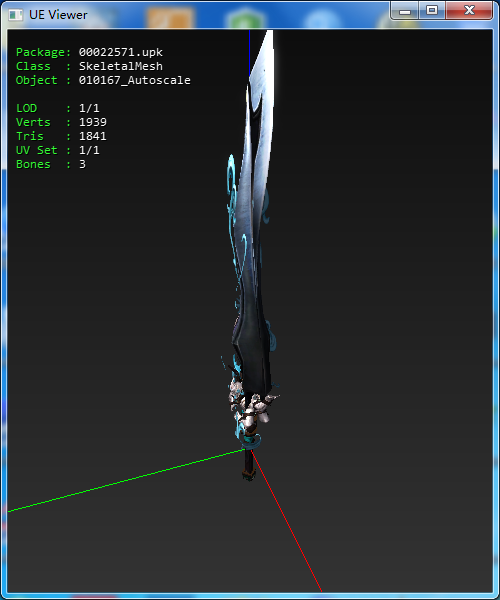 UE Viewer
Package: 00022571.upk
Class : SkeletalMesh
Object : 010167_Autoscale
LOD : 1/1
Verts : 1939
Tris : 1841
UV Set : 1/1
Bones : 3